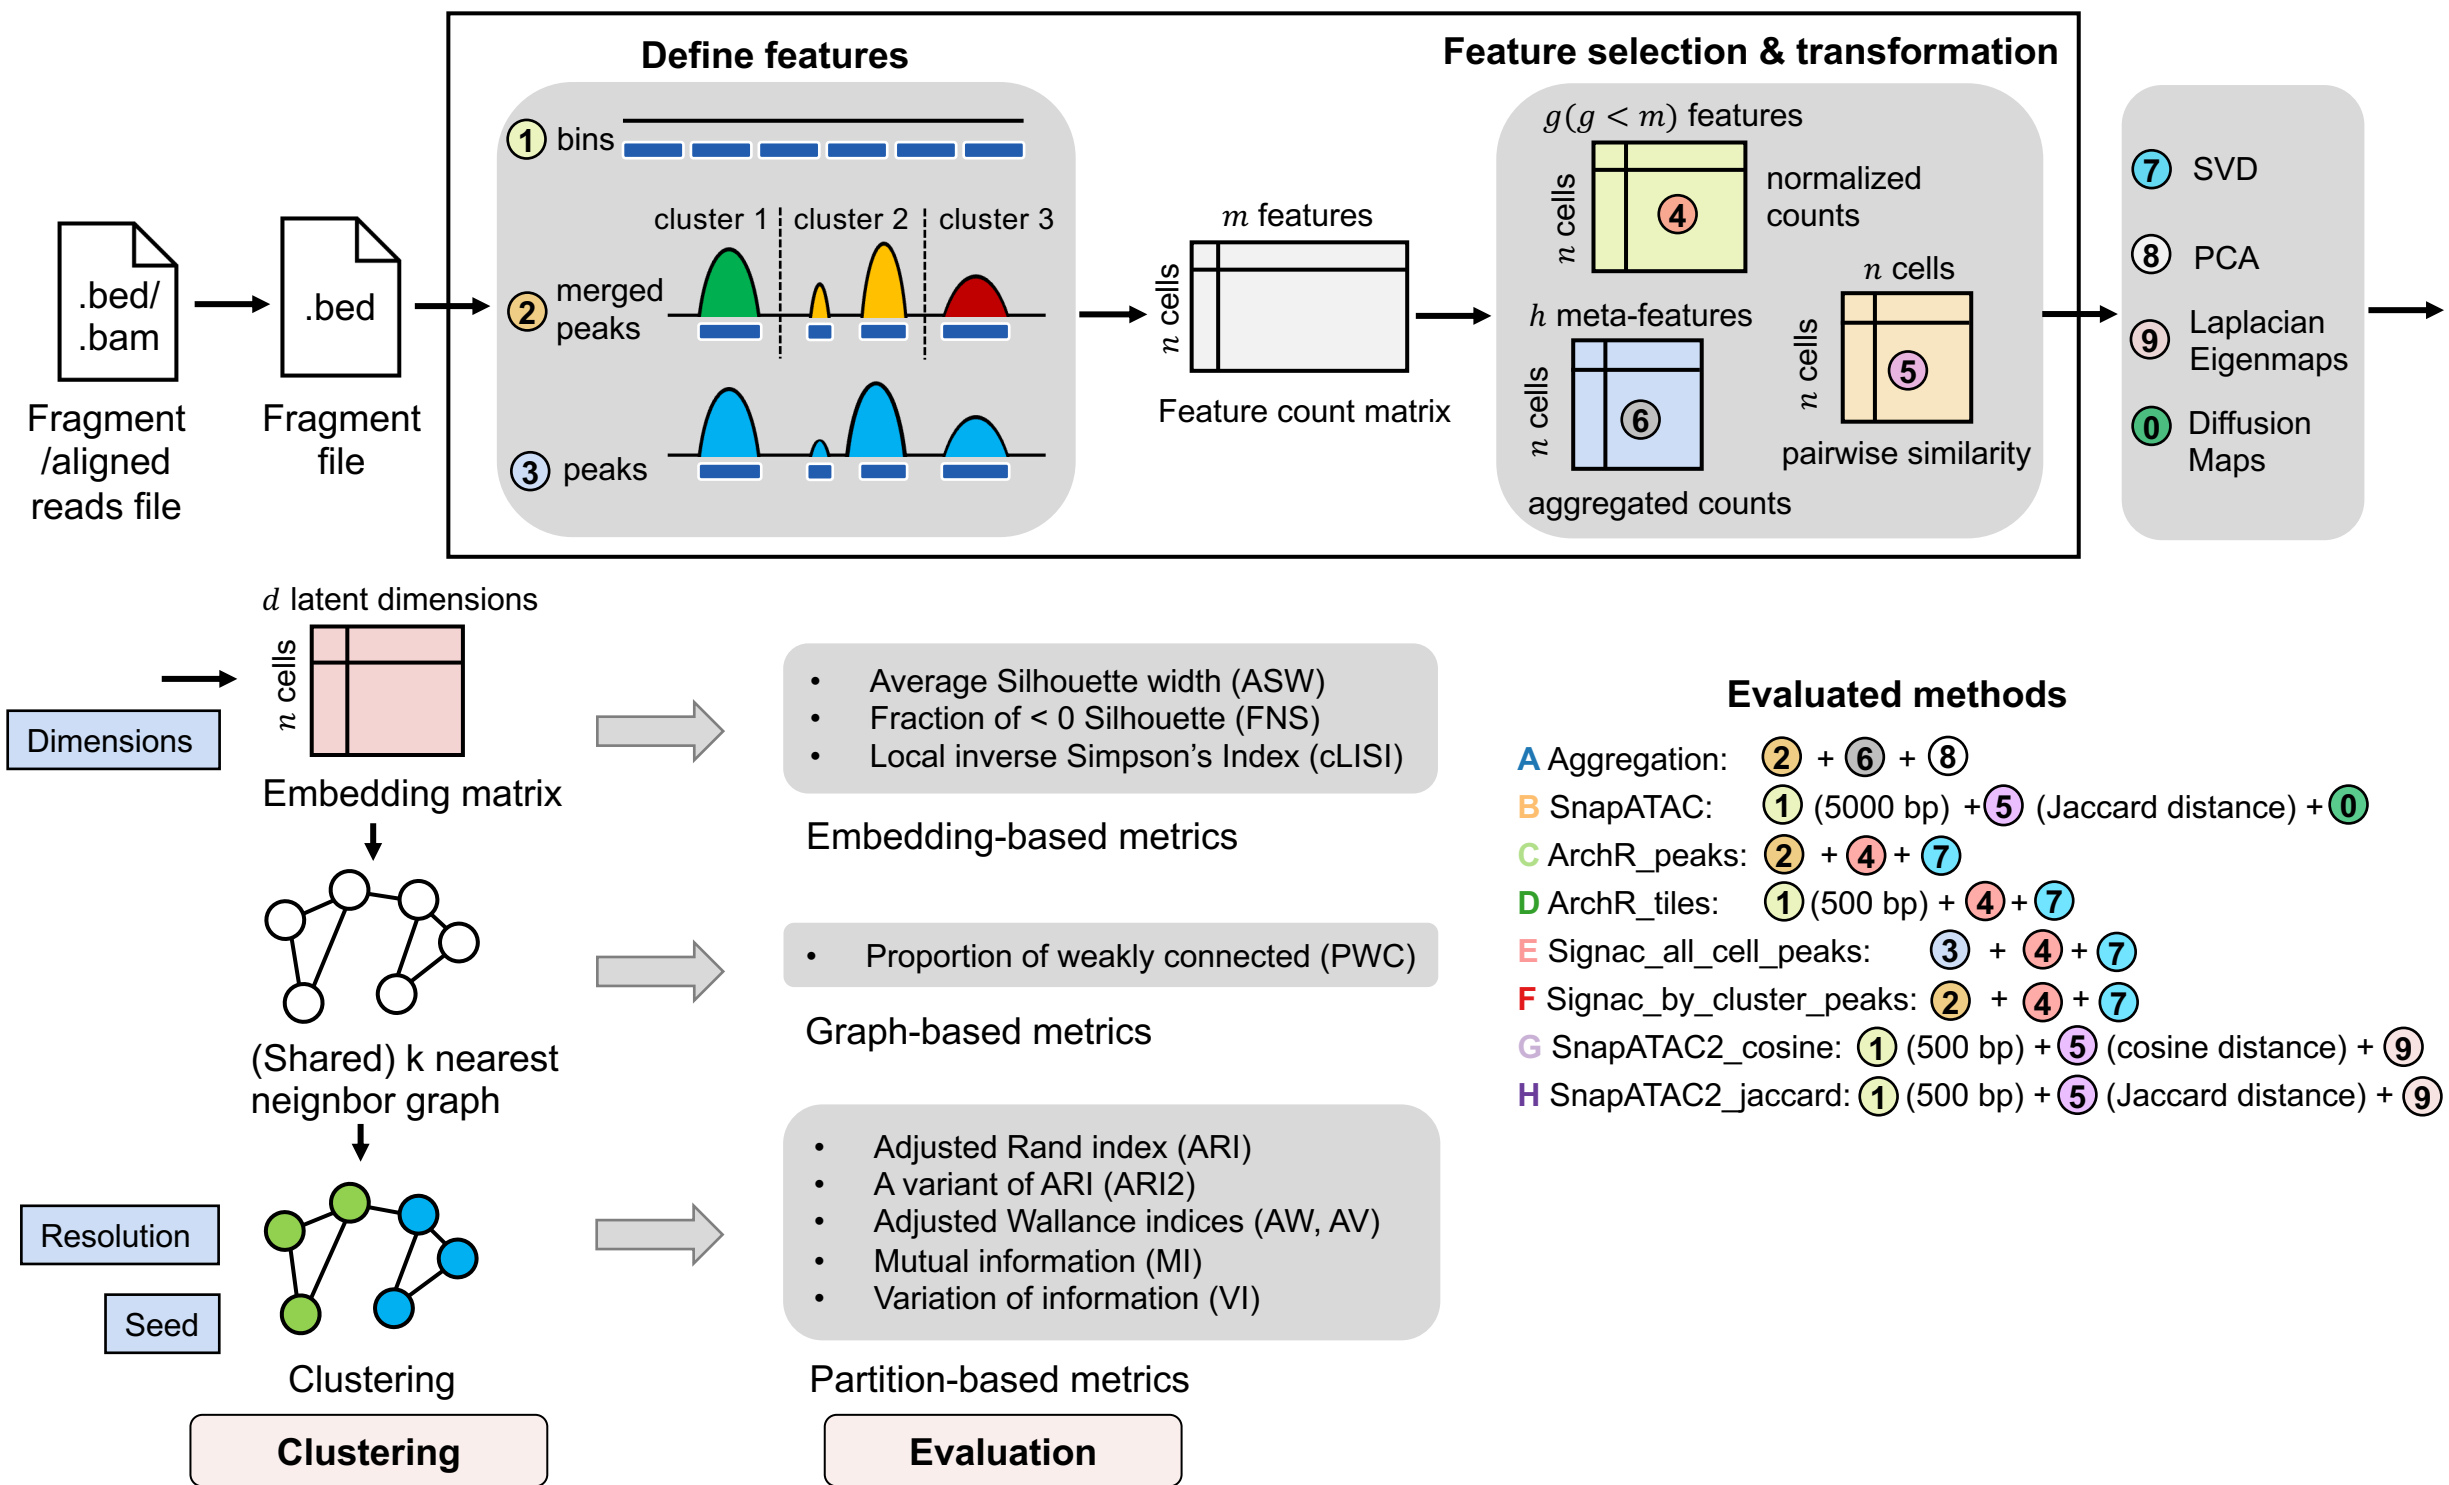 Define features
Feature selection & transformation
1 bins
cluster 1
cluster 2
cluster 3
2 merged
peaks
3 peaks
.bed/
.bam
Fragment
/aligned
reads file
.bed
Fragment
file
m features
n cells
Feature count matrix
g(g < m) features
n cells
4
normalized
counts
h meta-features
n cells
6
aggregated counts
n cells
n cells
5
pairwise similarity
7 SVD
8 PCA
9 Laplacian
Eigenmaps
0 Diffusion
Maps
d latent dimensions
n cells
Dimensions
Embedding matrix
(Shared) k nearest
neignbor graph
Resolution
Seed
Clustering
Clustering
• Average Silhouette width (ASW)
• Fraction of < 0 Silhouette (FNS)
• Local inverse Simpson's Index (cLISI)
Embedding-based metrics
• Proportion of weakly connected (PWC)
Graph-based metrics
• Adjusted Rand index (ARI)
• A variant of ARI (ARI2)
• Adjusted Wallance indices (AW, AV)
• Mutual information (MI)
• Variation of information (VI)
Partition-based metrics
Evaluation
Evaluated methods
A Aggregation: 2 + 6 + 8
B SnapATAC: 1 (5000 bp) + 5 (Jaccard distance) + 0
C ArchR_peaks: 2 + 4 + 7
D ArchR_tiles: 1 (500 bp) + 4 + 7
E Signac_all_cell_peaks: 3 + 4 + 7
F Signac_by_cluster_peaks: 2 + 4 + 7
G SnapATAC2_cosine: 1 (500 bp) + 5 (cosine distance) + 9
H SnapATAC2_jaccard: 1 (500 bp) + 5 (Jaccard distance) + 9